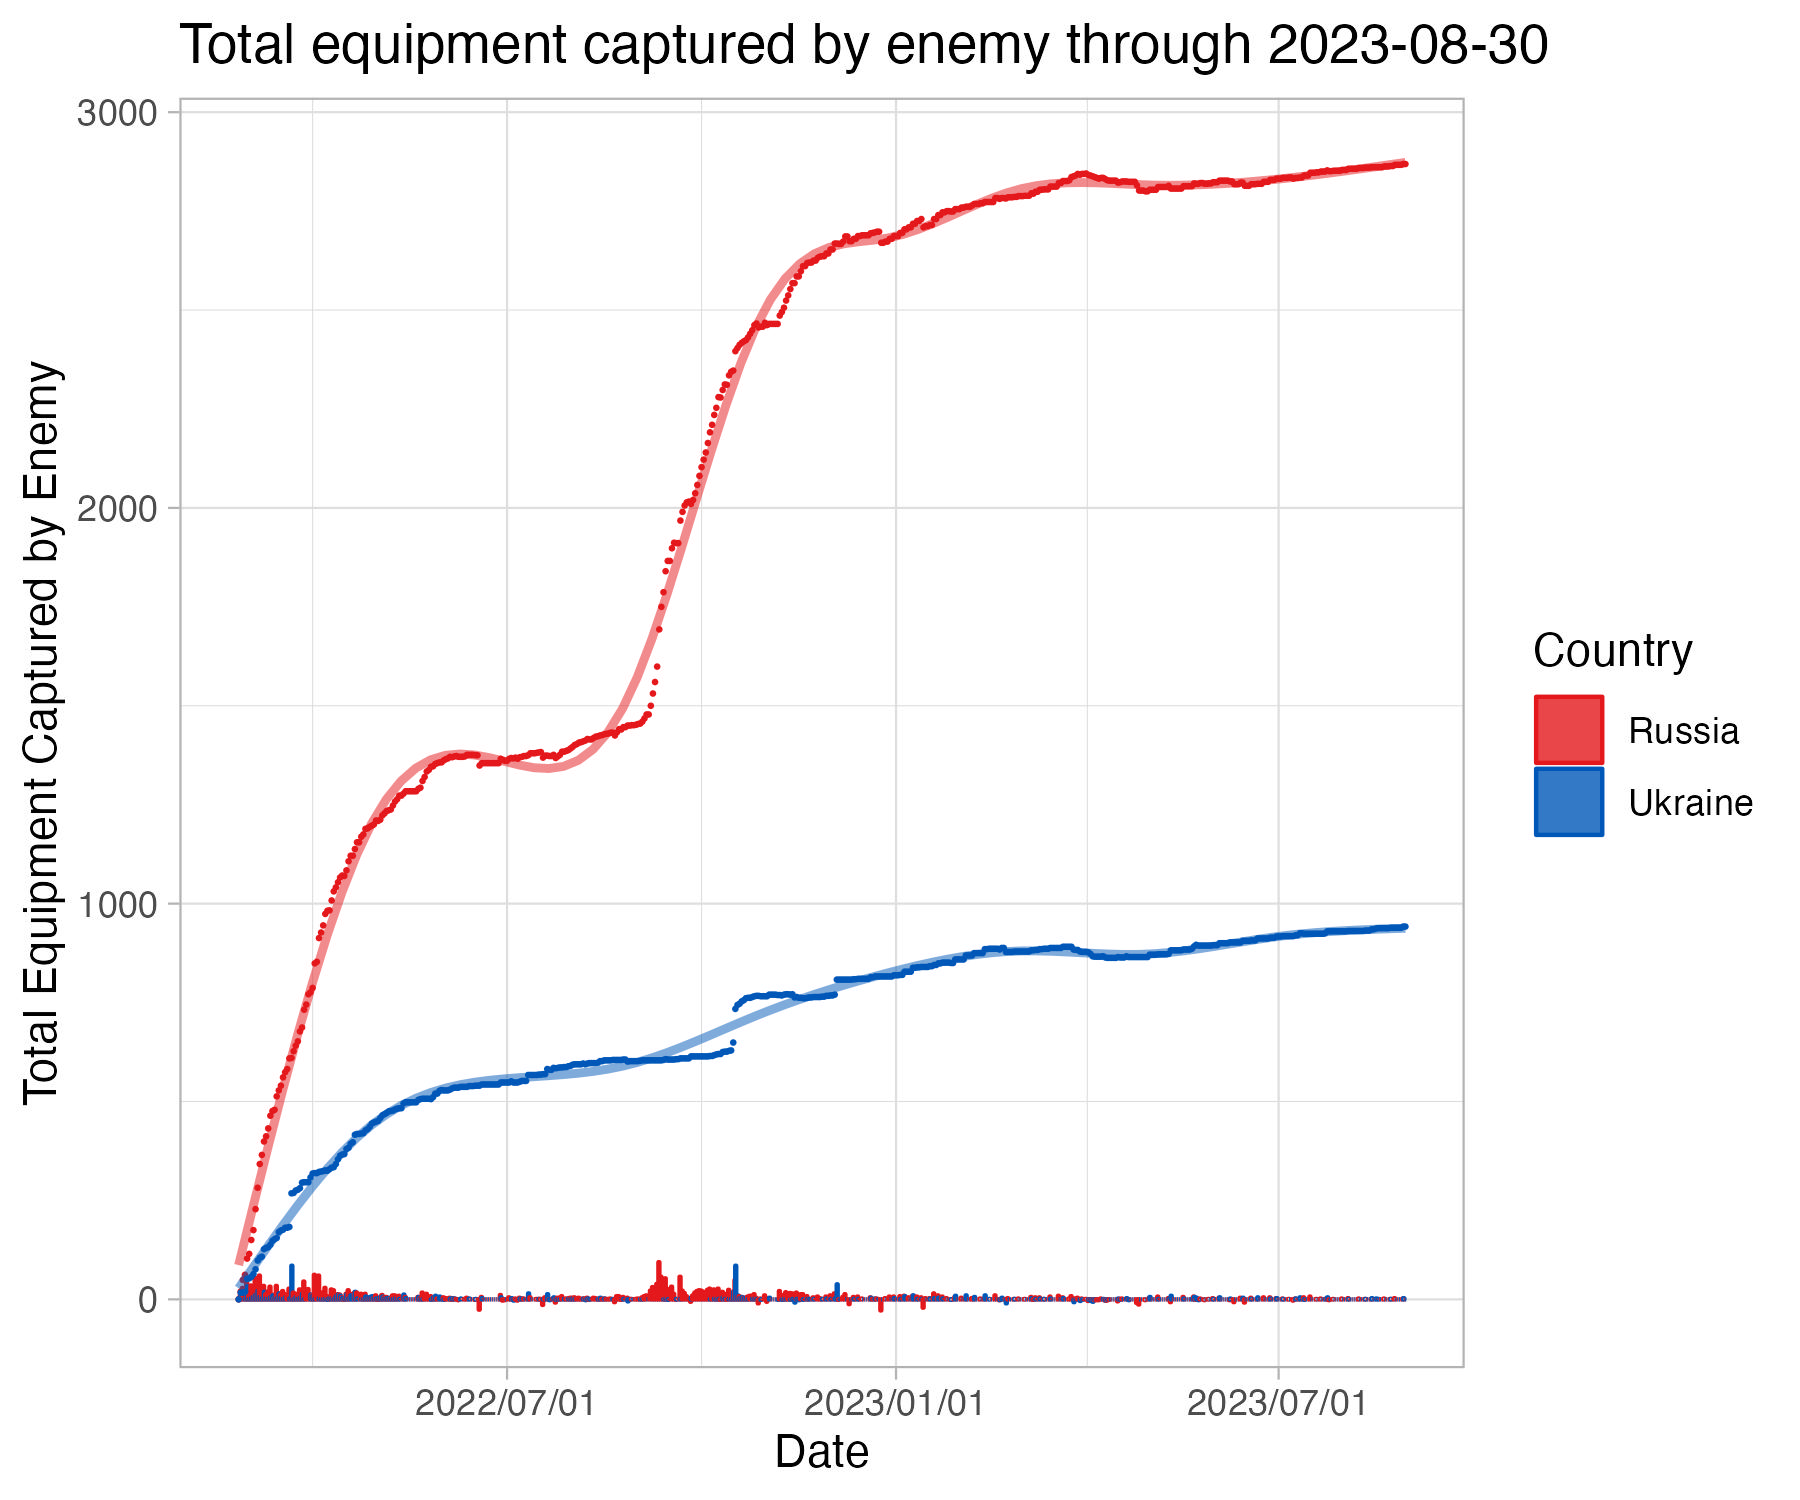 Total equipment captured by enemy through 2023-08-30
Total Equipment Captured by Enemy
3000
2000
1000
0
2022/07/01
2023/01/01
2023/07/01
Date
Country
Russia
Ukraine